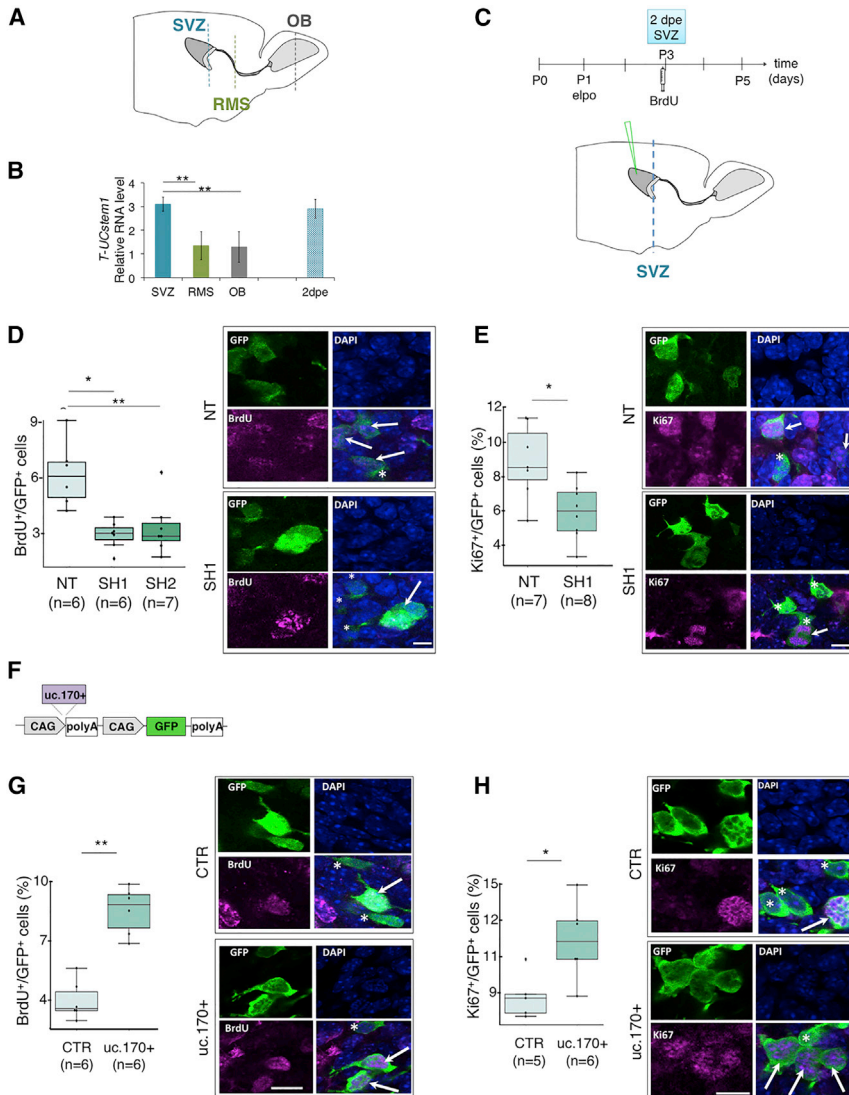 A
SVZ
OB
RMS
B
T-UCstem1
Relative RNA level
4
3
2
1
0
**
**
SVZ RMS OB 2dpe
C
2 dpe
SVZ
P3
P0 P1 P5
time
(days)
elpo
BrdU
SVZ
D
BrdU+/GFP+ cells
9
6
3
*
**
NT SH1 SH2
(n=6) (n=6) (n=7)
NT
GFP DAPI
BrdU
*
SH1
GFP DAPI
BrdU
* * *
E
Ki67+/GFP+ cells (%)
12
10
8
6
4
*
NT SH1
(n=7) (n=8)
NT
GFP DAPI
Ki67
*
SH1
GFP DAPI
Ki67
* * *
F
uc.170+
CAG polyA CAG GFP polyA
G
BrdU+/GFP+ cells (%)
10
9
4
**
CTR uc.170+
(n=6) (n=6)
CTR
GFP DAPI
BrdU
* *
uc.170+
GFP DAPI
BrdU
*
H
Ki67+/GFP+ cells (%)
15
12
11
9
*
CTR uc.170+
(n=5) (n=6)
CTR
GFP DAPI
Ki67
* * *
uc.170+
GFP DAPI
Ki67
*